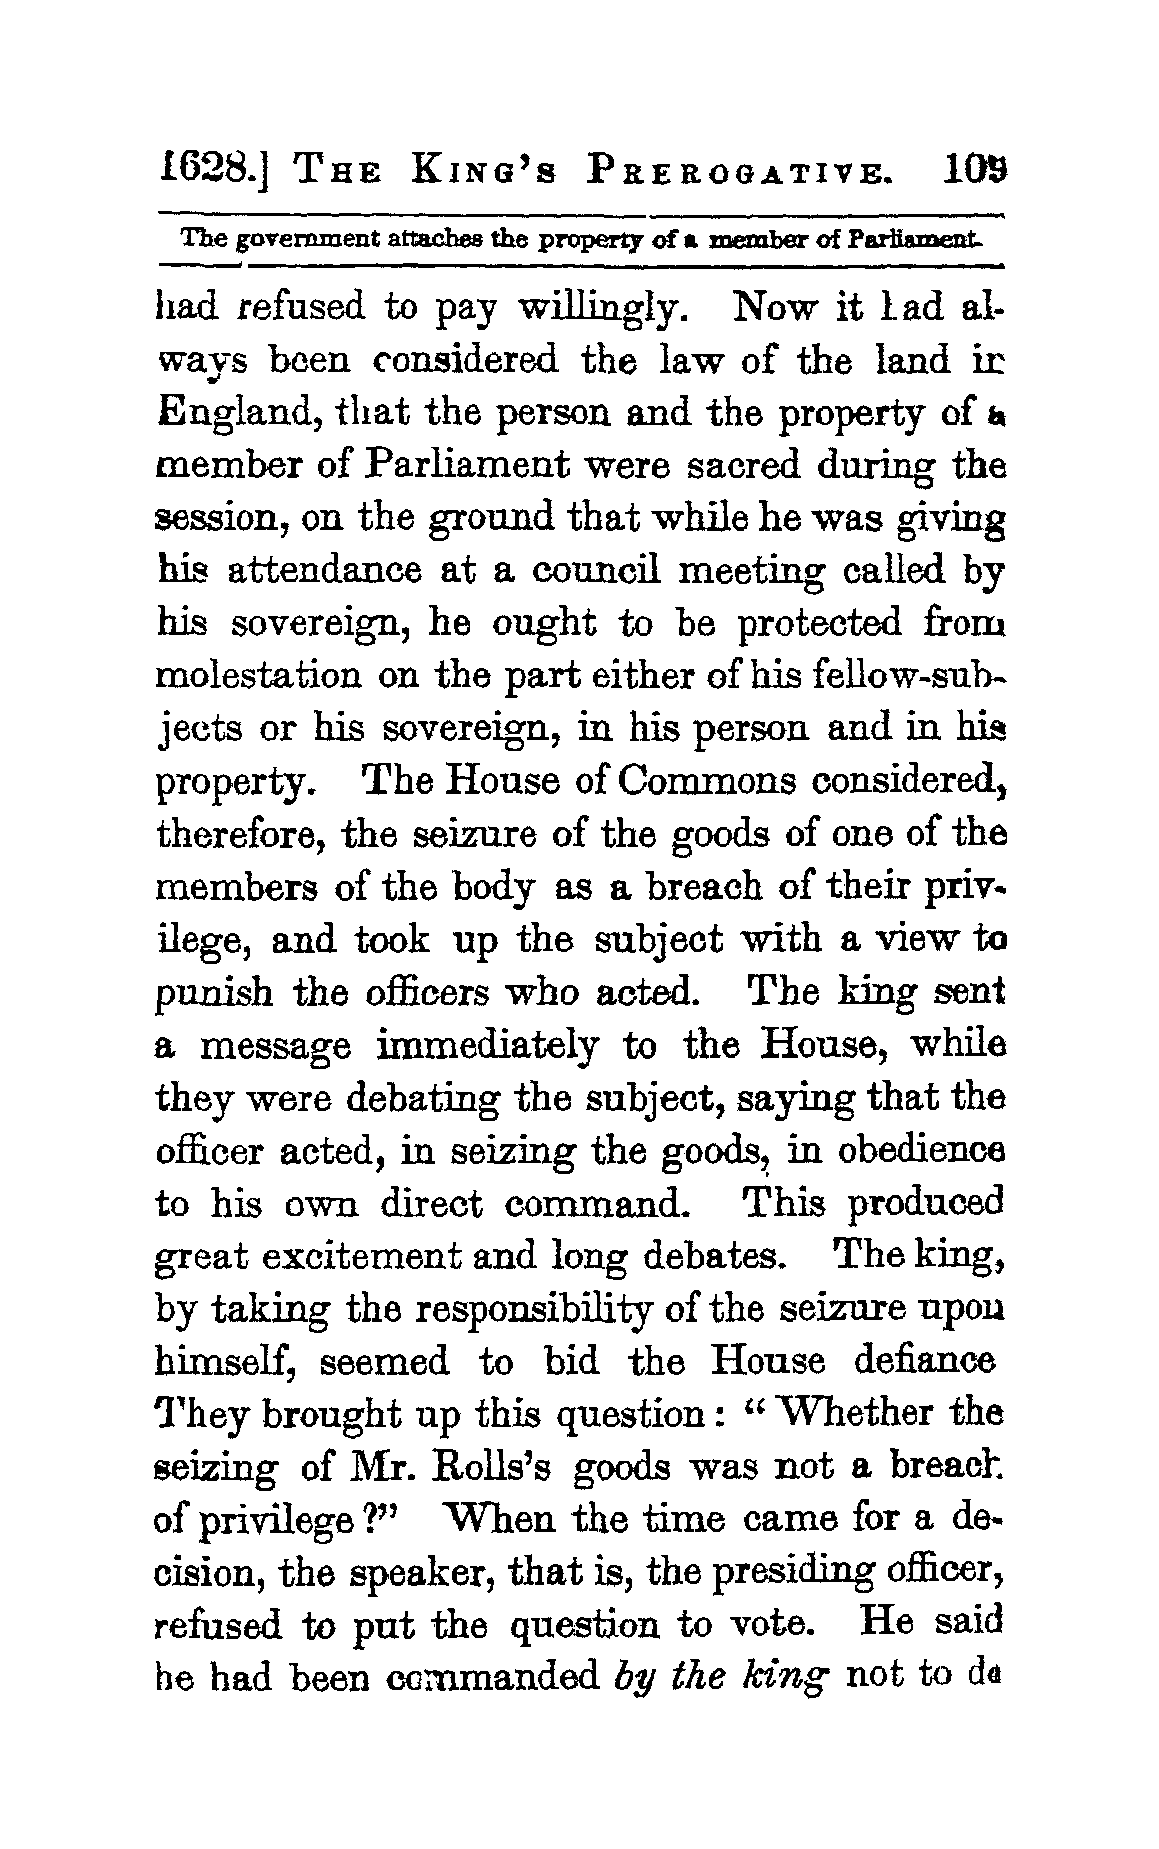 1628.] The King's Prerogative. 109
The government attaches the property of a member of Parliament.
had refused to pay willingly. Now it had al-
ways been considered the law of the land in
England, that the person and the property of a
member of Parliament were sacred during the
session, on the ground that while he was giving
his attendance at a council meeting called by
his sovereign, he ought to be protected from
molestation on the part either of his fellow-sub-
jects or his sovereign, in his person and in his
property. The House of Commons considered,
therefore, the seizure of the goods of one of the
members of the body as a breach of their priv-
ilege, and took up the subject with a view to
punish the officers who acted. The king sent
a message immediately to the House, while
they were debating the subject, saying that the
officer acted, in seizing the goods, in obedience
to his own direct command. This produced
great excitement and long debates. The king,
by taking the responsibility of the seizure upon
himself, seemed to bid the House defiance
They brought up this question: "Whether the
seizing of Mr. Rolls's goods was not a breach
of privilege?" When the time came for a de-
cision, the speaker, that is, the presiding officer,
refused to put the question to vote. He said
he had been commanded by the king not to do